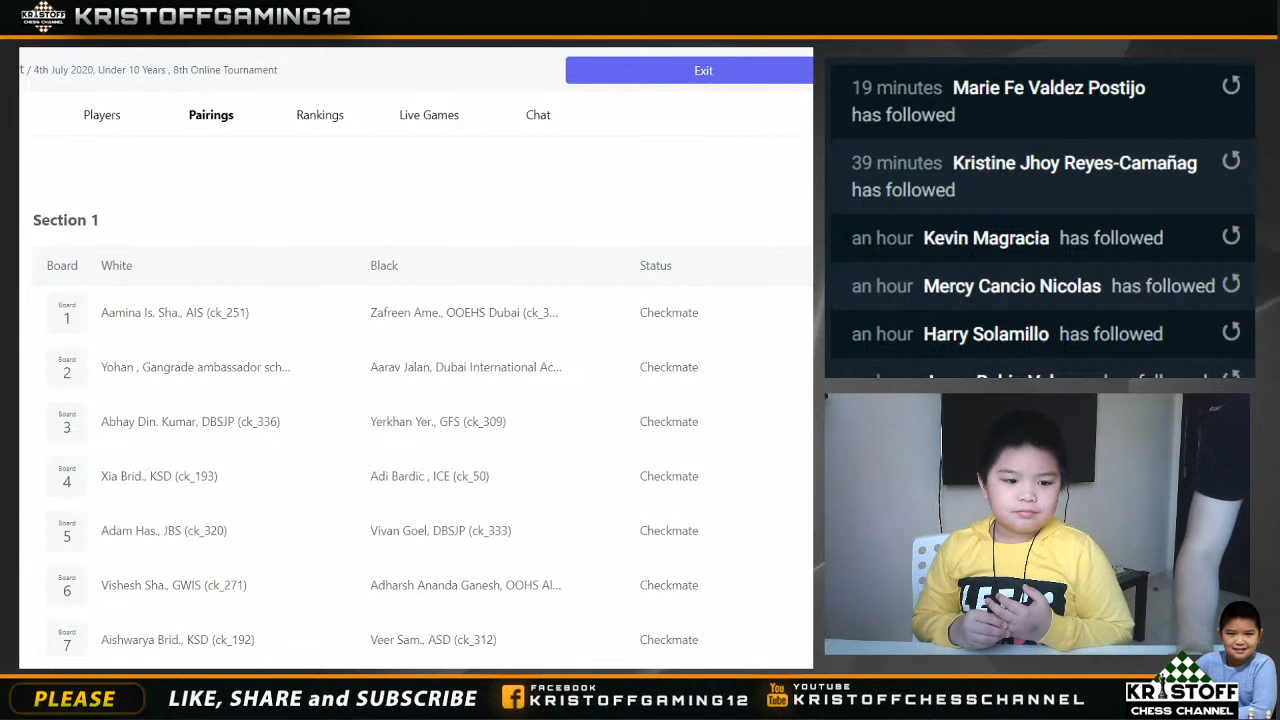 KRISTOFF
CHESS CHANNEL
KRISTOFFGAMING12
t / 4th July 2020, Under 10 Years , 8th Online Tournament
Exit
Players Pairings Rankings Live Games Chat
Section 1
Board White Black Status
Board
1 Aamina Is. Sha., AIS (ck_251) Zafreen Ame., OOEHS Dubai (ck_3... Checkmate
Board
2 Yohan , Gangrade ambassador sch... Aarav Jalan, Dubai International Ac... Checkmate
Board
3 Abhay Din. Kumar, DBSJP (ck_336) Yerkhan Yer., GFS (ck_309) Checkmate
Board
4 Xia Brid., KSD (ck_193) Adi Bardic , ICE (ck_50) Checkmate
Board
5 Adam Has., JBS (ck_320) Vivan Goel, DBSJP (ck_333) Checkmate
Board
6 Vishesh Sha., GWIS (ck_271) Adharsh Ananda Ganesh, OOHS Al... Checkmate
Board
7 Aishwarya Brid., KSD (ck_192) Veer Sam., ASD (ck_312) Checkmate
19 minutes Marie Fe Valdez Postijo
has followed
39 minutes Kristine Jhoy Reyes-Camañag
has followed
an hour Kevin Magracia has followed
an hour Mercy Cancio Nicolas has followed
an hour Harry Solamillo has followed
PLEASE LIKE, SHARE and SUBSCRIBE
FACEBOOK
KRISTOFFGAMING12
You
Tube
YOUTUBE
KRISTOFFCHESSCHANNEL
KRISTOFF
CHESS CHANNEL